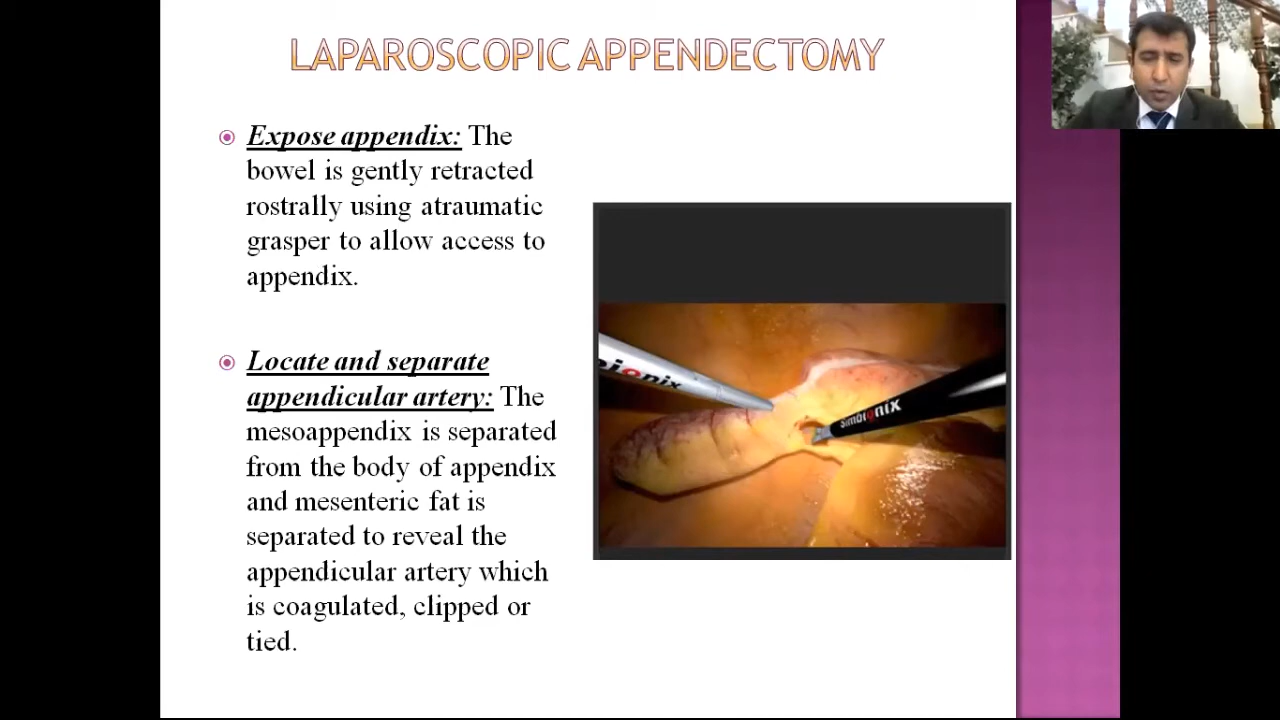 LAPAROSCOPIC APPENDECTOMY
Expose appendix: The
bowel is gently retracted
rostrally using atraumatic
grasper to allow access to
appendix.
Locate and separate
appendicular artery: The
mesoappendix is separated
from the body of appendix
and mesenteric fat is
separated to reveal the
appendicular artery which
is coagulated, clipped or
tied.
bionix
simbionix